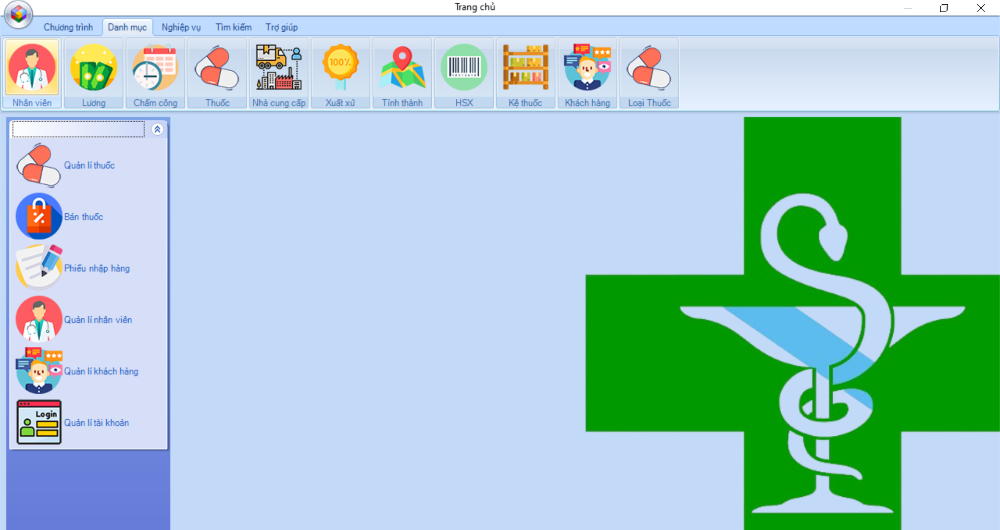 Trang chủ
Chương trình Danh mục Nghiệp vụ Tìm kiếm Trợ giúp
100%
Nhân viên Lương Chấm công Thuốc Nhà cung cấp Xuất xứ Tỉnh thành HSX Kệ thuốc Khách hàng Loại Thuốc
Quản lí thuốc
Bán thuốc
Phiếu nhập hàng
Quản lí nhân viên
Quản lí khách hàng
Login
Quản lí tài khoản